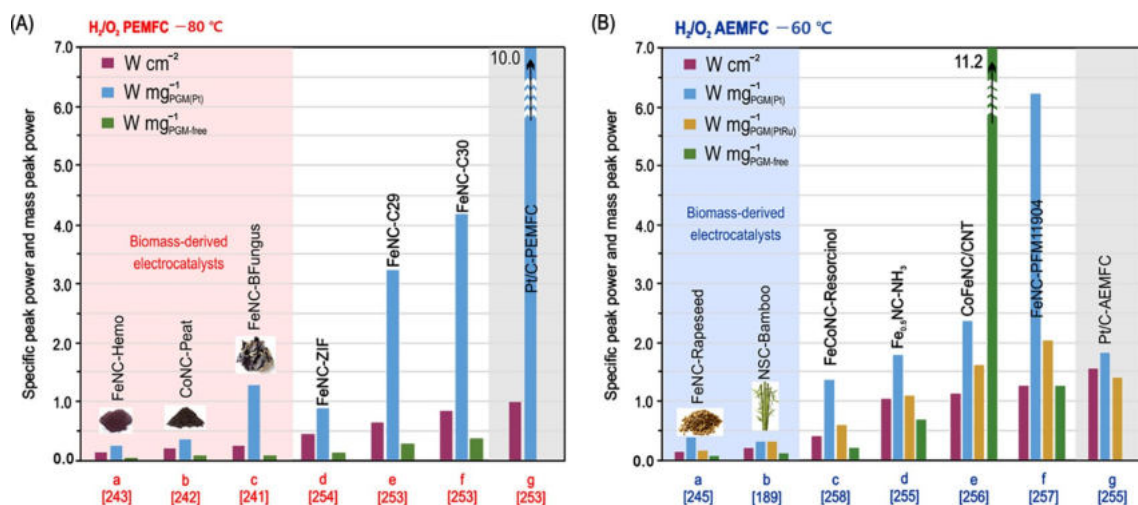 (A)
H₂/O₂ PEMFC −80 ℃
Specific peak power and mass peak power
7.0
6.0
5.0
4.0
3.0
2.0
1.0
0.0
W cm⁻²
W mg⁻¹PGM(Pt)
W mg⁻¹PGM-free
10.0
Biomass-derived
electrocatalysts
FeNC-Hemo
CoNC-Peat
FeNC-BFungus
FeNC-ZIF
FeNC-C29
FeNC-C30
Pt/C-PEMFC
a b c d e f g
[243] [242] [241] [254] [253] [253] [253]
(B)
H₂/O₂ AEMFC −60 ℃
Specific peak power and mass peak power
7.0
6.0
5.0
4.0
3.0
2.0
1.0
0.0
W cm⁻²
W mg⁻¹PGM(Pt)
W mg⁻¹PGM(PtRu)
W mg⁻¹PGM-free
11.2
Biomass-derived
electrocatalysts
FeNC-Rapeseed
NSC-Bamboo
FeCoNC-Resorcinol
Fe₀.₅NC-NH₃
CoFeNC/CNT
FeNC-PFM11904
Pt/C-AEMFC
a b c d e f g
[245] [189] [258] [255] [256] [257] [255]